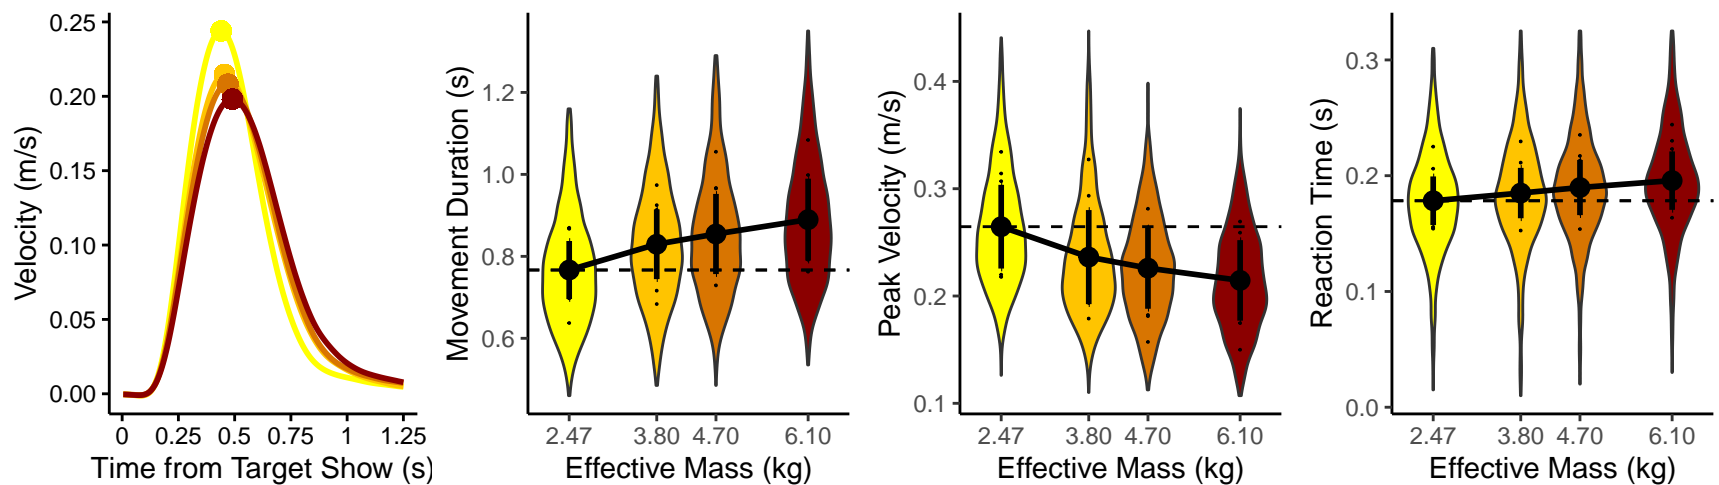 Velocity (m/s)
0.25
0.20
0.15
0.10
0.05
0.00
0 0.25 0.5 0.75 1 1.25
Time from Target Show (s)
Movement Duration (s)
1.2
1.0
0.8
0.6
2.47 3.80 4.70 6.10
Effective Mass (kg)
Peak Velocity (m/s)
0.4
0.3
0.2
0.1
2.47 3.80 4.70 6.10
Effective Mass (kg)
Reaction Time (s)
0.3
0.2
0.1
0.0
2.47 3.80 4.70 6.10
Effective Mass (kg)